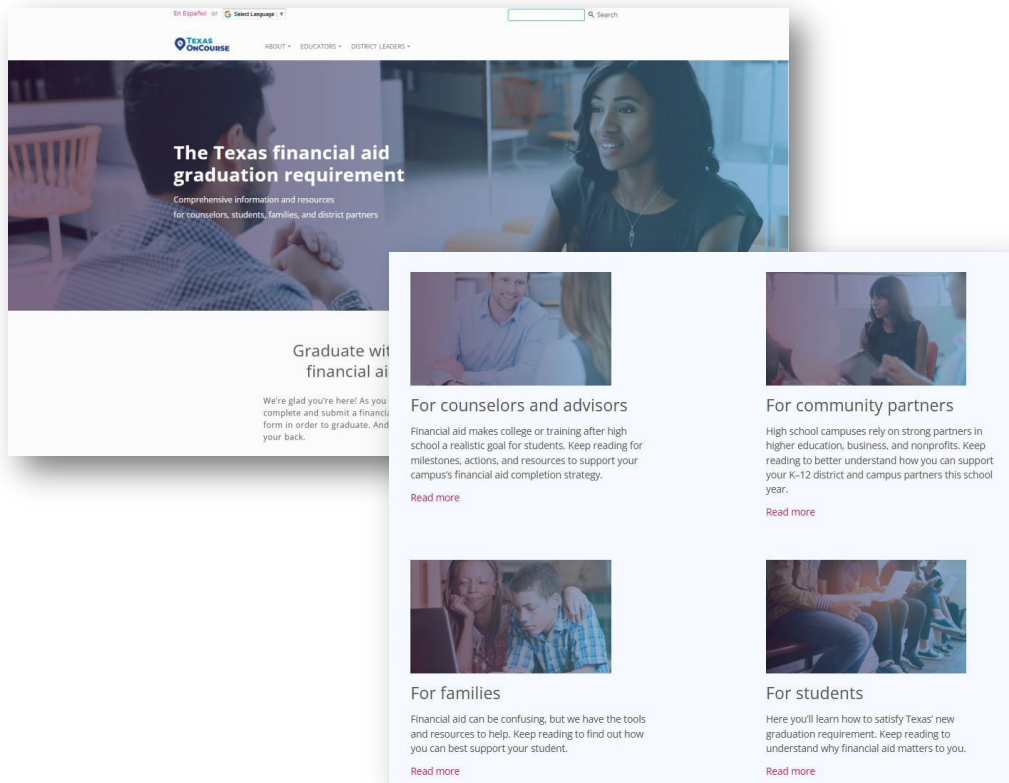 En Español or Select Language ▼
Search
TEXAS
ONCOURSE
ABOUT
EDUCATORS
DISTRICT LEADERS
The Texas financial aid
graduation requirement
Comprehensive information and resources
for counselors, students, families, and district partners
Graduate wit
financial ai
We're glad you're here! As you
complete and submit a financia
form in order to graduate. And
your back.
For counselors and advisors
Financial aid makes college or training after high
school a realistic goal for students. Keep reading for
milestones, actions, and resources to support your
campus's financial aid completion strategy.
Read more
For community partners
High school campuses rely on strong partners in
higher education, business, and nonprofits. Keep
reading to better understand how you can support
your K–12 district and campus partners this school
year.
Read more
For families
Financial aid can be confusing, but we have the tools
and resources to help. Keep reading to find out how
you can best support your student.
Read more
For students
Here you'll learn how to satisfy Texas' new
graduation requirement. Keep reading to
understand why financial aid matters to you.
Read more